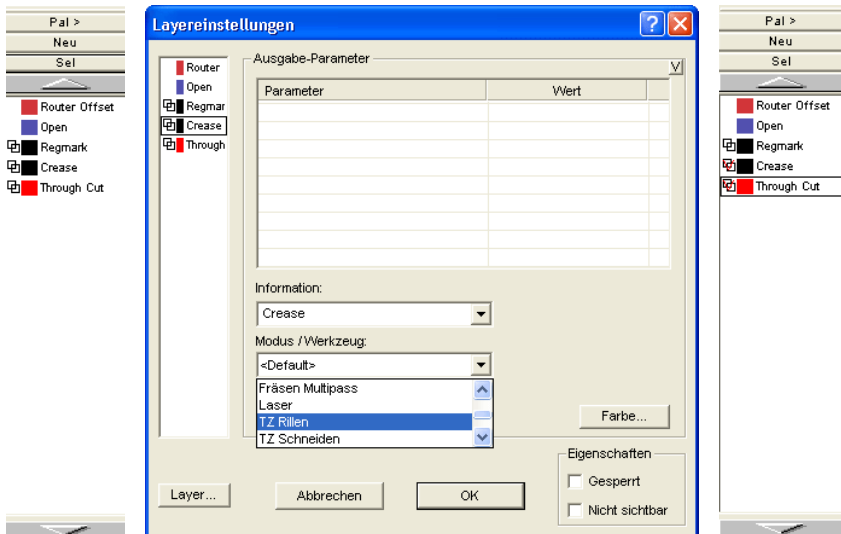 Pal >
Neu
Sel
Router Offset
Open
Regmark
Crease
Through Cut
Layereinstellungen
Router
Open
Regmar
Crease
Through
Ausgabe-Parameter
V
Parameter Wert
Information:
Crease
Modus / Werkzeug:
<Default>
Fräsen Multipass
Laser
TZ Rillen
TZ Schneiden
Farbe...
Eigenschaften
Gesperrt
Nicht sichtbar
Layer...
Abbrechen
OK
Pal >
Neu
Sel
Router Offset
Open
Regmark
Crease
Through Cut